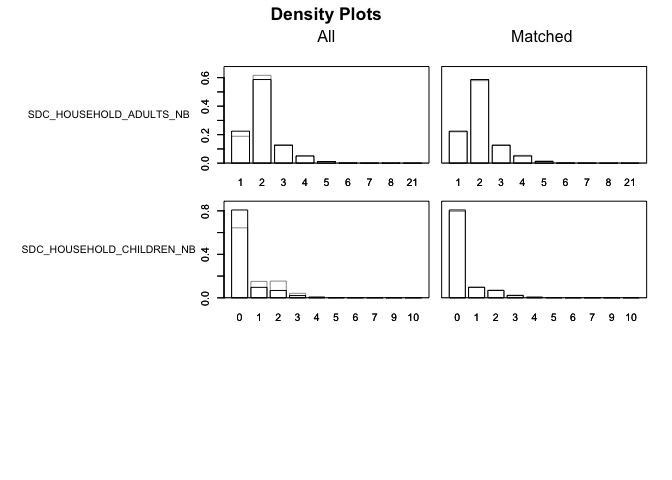 Density Plots
All Matched
SDC_HOUSEHOLD_ADULTS_NB
0.0 0.2 0.4 0.6
1 2 3 4 5 6 7 8 21
1 2 3 4 5 6 7 8 21
SDC_HOUSEHOLD_CHILDREN_NB
0.0 0.4 0.8
0 1 2 3 4 5 6 7 9 10
0 1 2 3 4 5 6 7 9 10